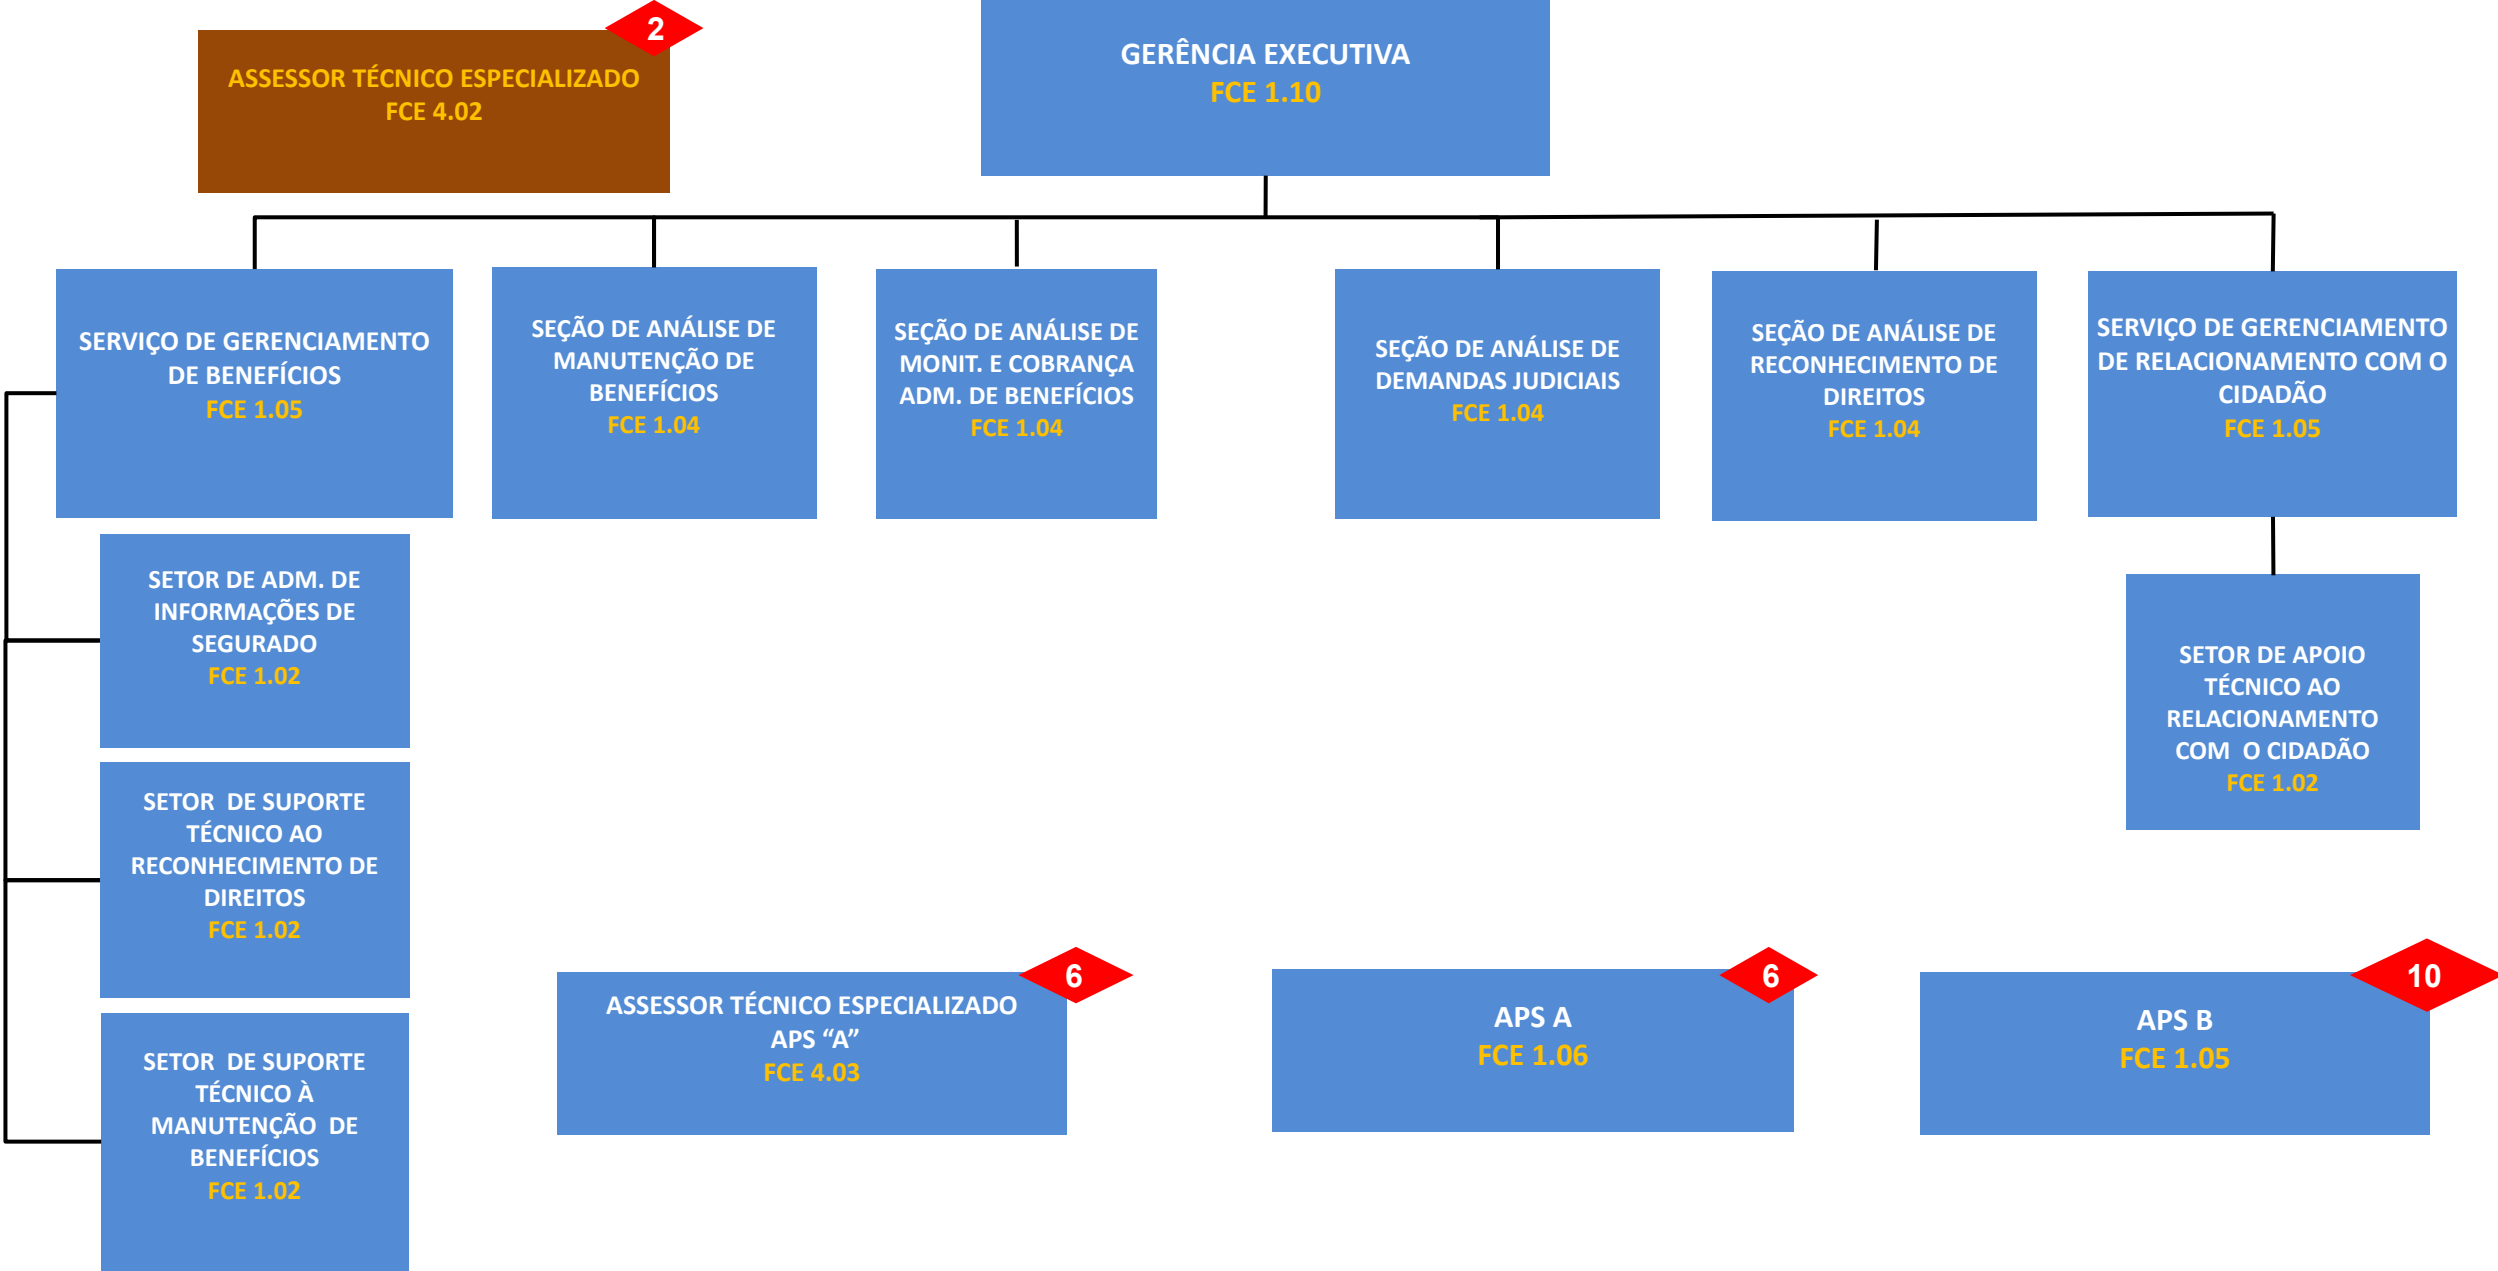 2
ASSESSOR TÉCNICO ESPECIALIZADO
FCE 4.02
GERÊNCIA EXECUTIVA
FCE 1.10
SERVIÇO DE GERENCIAMENTO
DE BENEFÍCIOS
FCE 1.05
SEÇÃO DE ANÁLISE DE
MANUTENÇÃO DE
BENEFÍCIOS
FCE 1.04
SEÇÃO DE ANÁLISE DE
MONIT. E COBRANÇA
ADM. DE BENEFÍCIOS
FCE 1.04
SEÇÃO DE ANÁLISE DE
DEMANDAS JUDICIAIS
FCE 1.04
SEÇÃO DE ANÁLISE DE
RECONHECIMENTO DE
DIREITOS
FCE 1.04
SERVIÇO DE GERENCIAMENTO
DE RELACIONAMENTO COM O
CIDADÃO
FCE 1.05
SETOR DE ADM. DE
INFORMAÇÕES DE
SEGURADO
FCE 1.02
SETOR DE APOIO
TÉCNICO AO
RELACIONAMENTO
COM O CIDADÃO
FCE 1.02
SETOR DE SUPORTE
TÉCNICO AO
RECONHECIMENTO DE
DIREITOS
FCE 1.02
SETOR DE SUPORTE
TÉCNICO À
MANUTENÇÃO DE
BENEFÍCIOS
FCE 1.02
6
ASSESSOR TÉCNICO ESPECIALIZADO
APS “A”
FCE 4.03
6
APS A
FCE 1.06
10
APS B
FCE 1.05